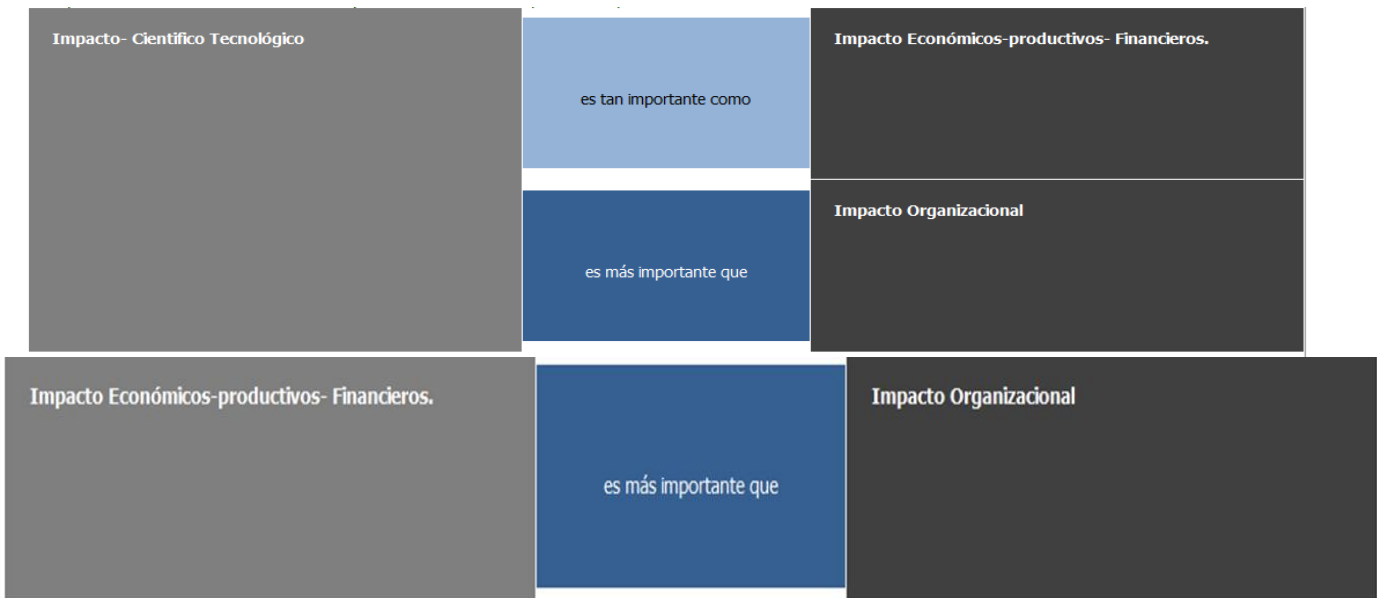 Impacto- Cientifico Tecnológico
es tan importante como
Impacto Económicos-productivos- Financieros.
es más importante que
Impacto Organizacional
Impacto Económicos-productivos- Financieros.
es más importante que
Impacto Organizacional